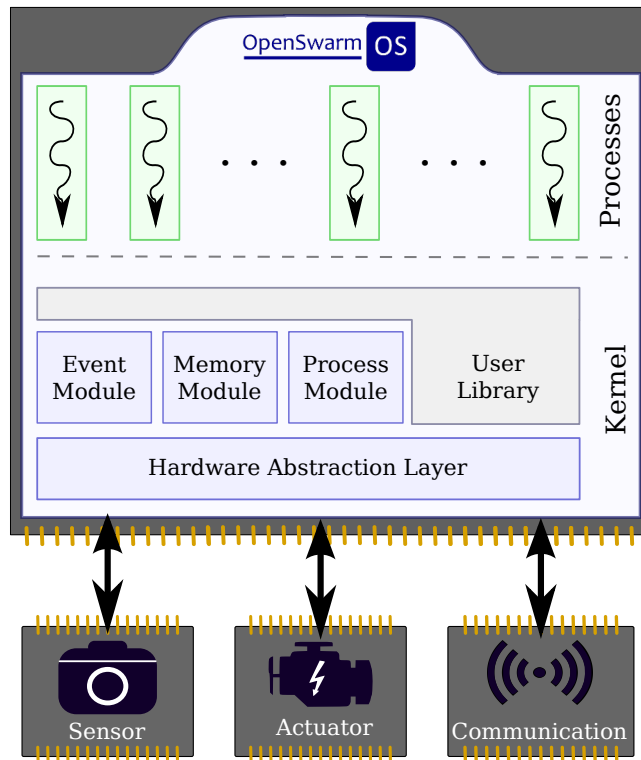 OpenSwarm OS
Processes
Event
Module
Memory
Module
Process
Module
User
Library
Kernel
Hardware Abstraction Layer
Sensor
Actuator
Communication